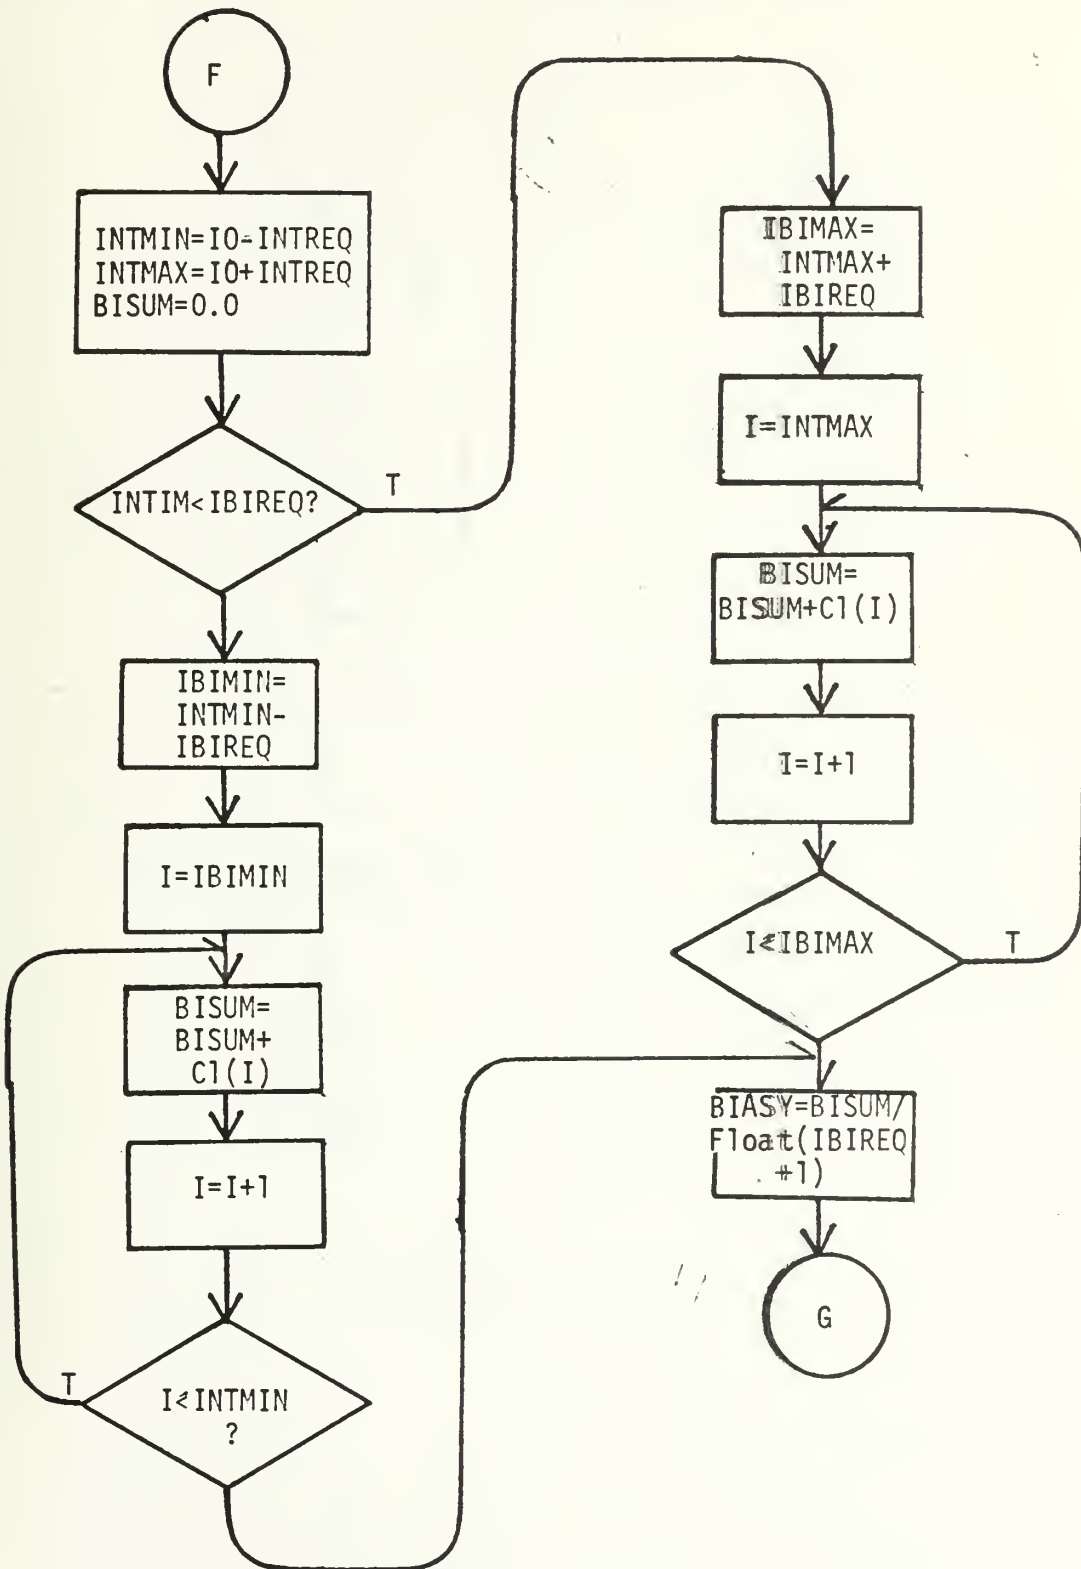 F
INTMIN=IO-INTREQ
INTMAX=IO+INTREQ
BISUM=0.0
INTIM<IBIREQ?
T
IBIMIN=
INTMIN-
IBIREQ
I=IBIMIN
BISUM=
BISUM+
C1(I)
I=I+1
T
I≤INTMIN
?
IBIMAX=
INTMAX+
IBIREQ
I=INTMAX
BISUM=
BISUM+C1(I)
I=I+1
I≤IBIMAX
T
BIASY=BISUM/
Float(IBIREQ
+1)
G